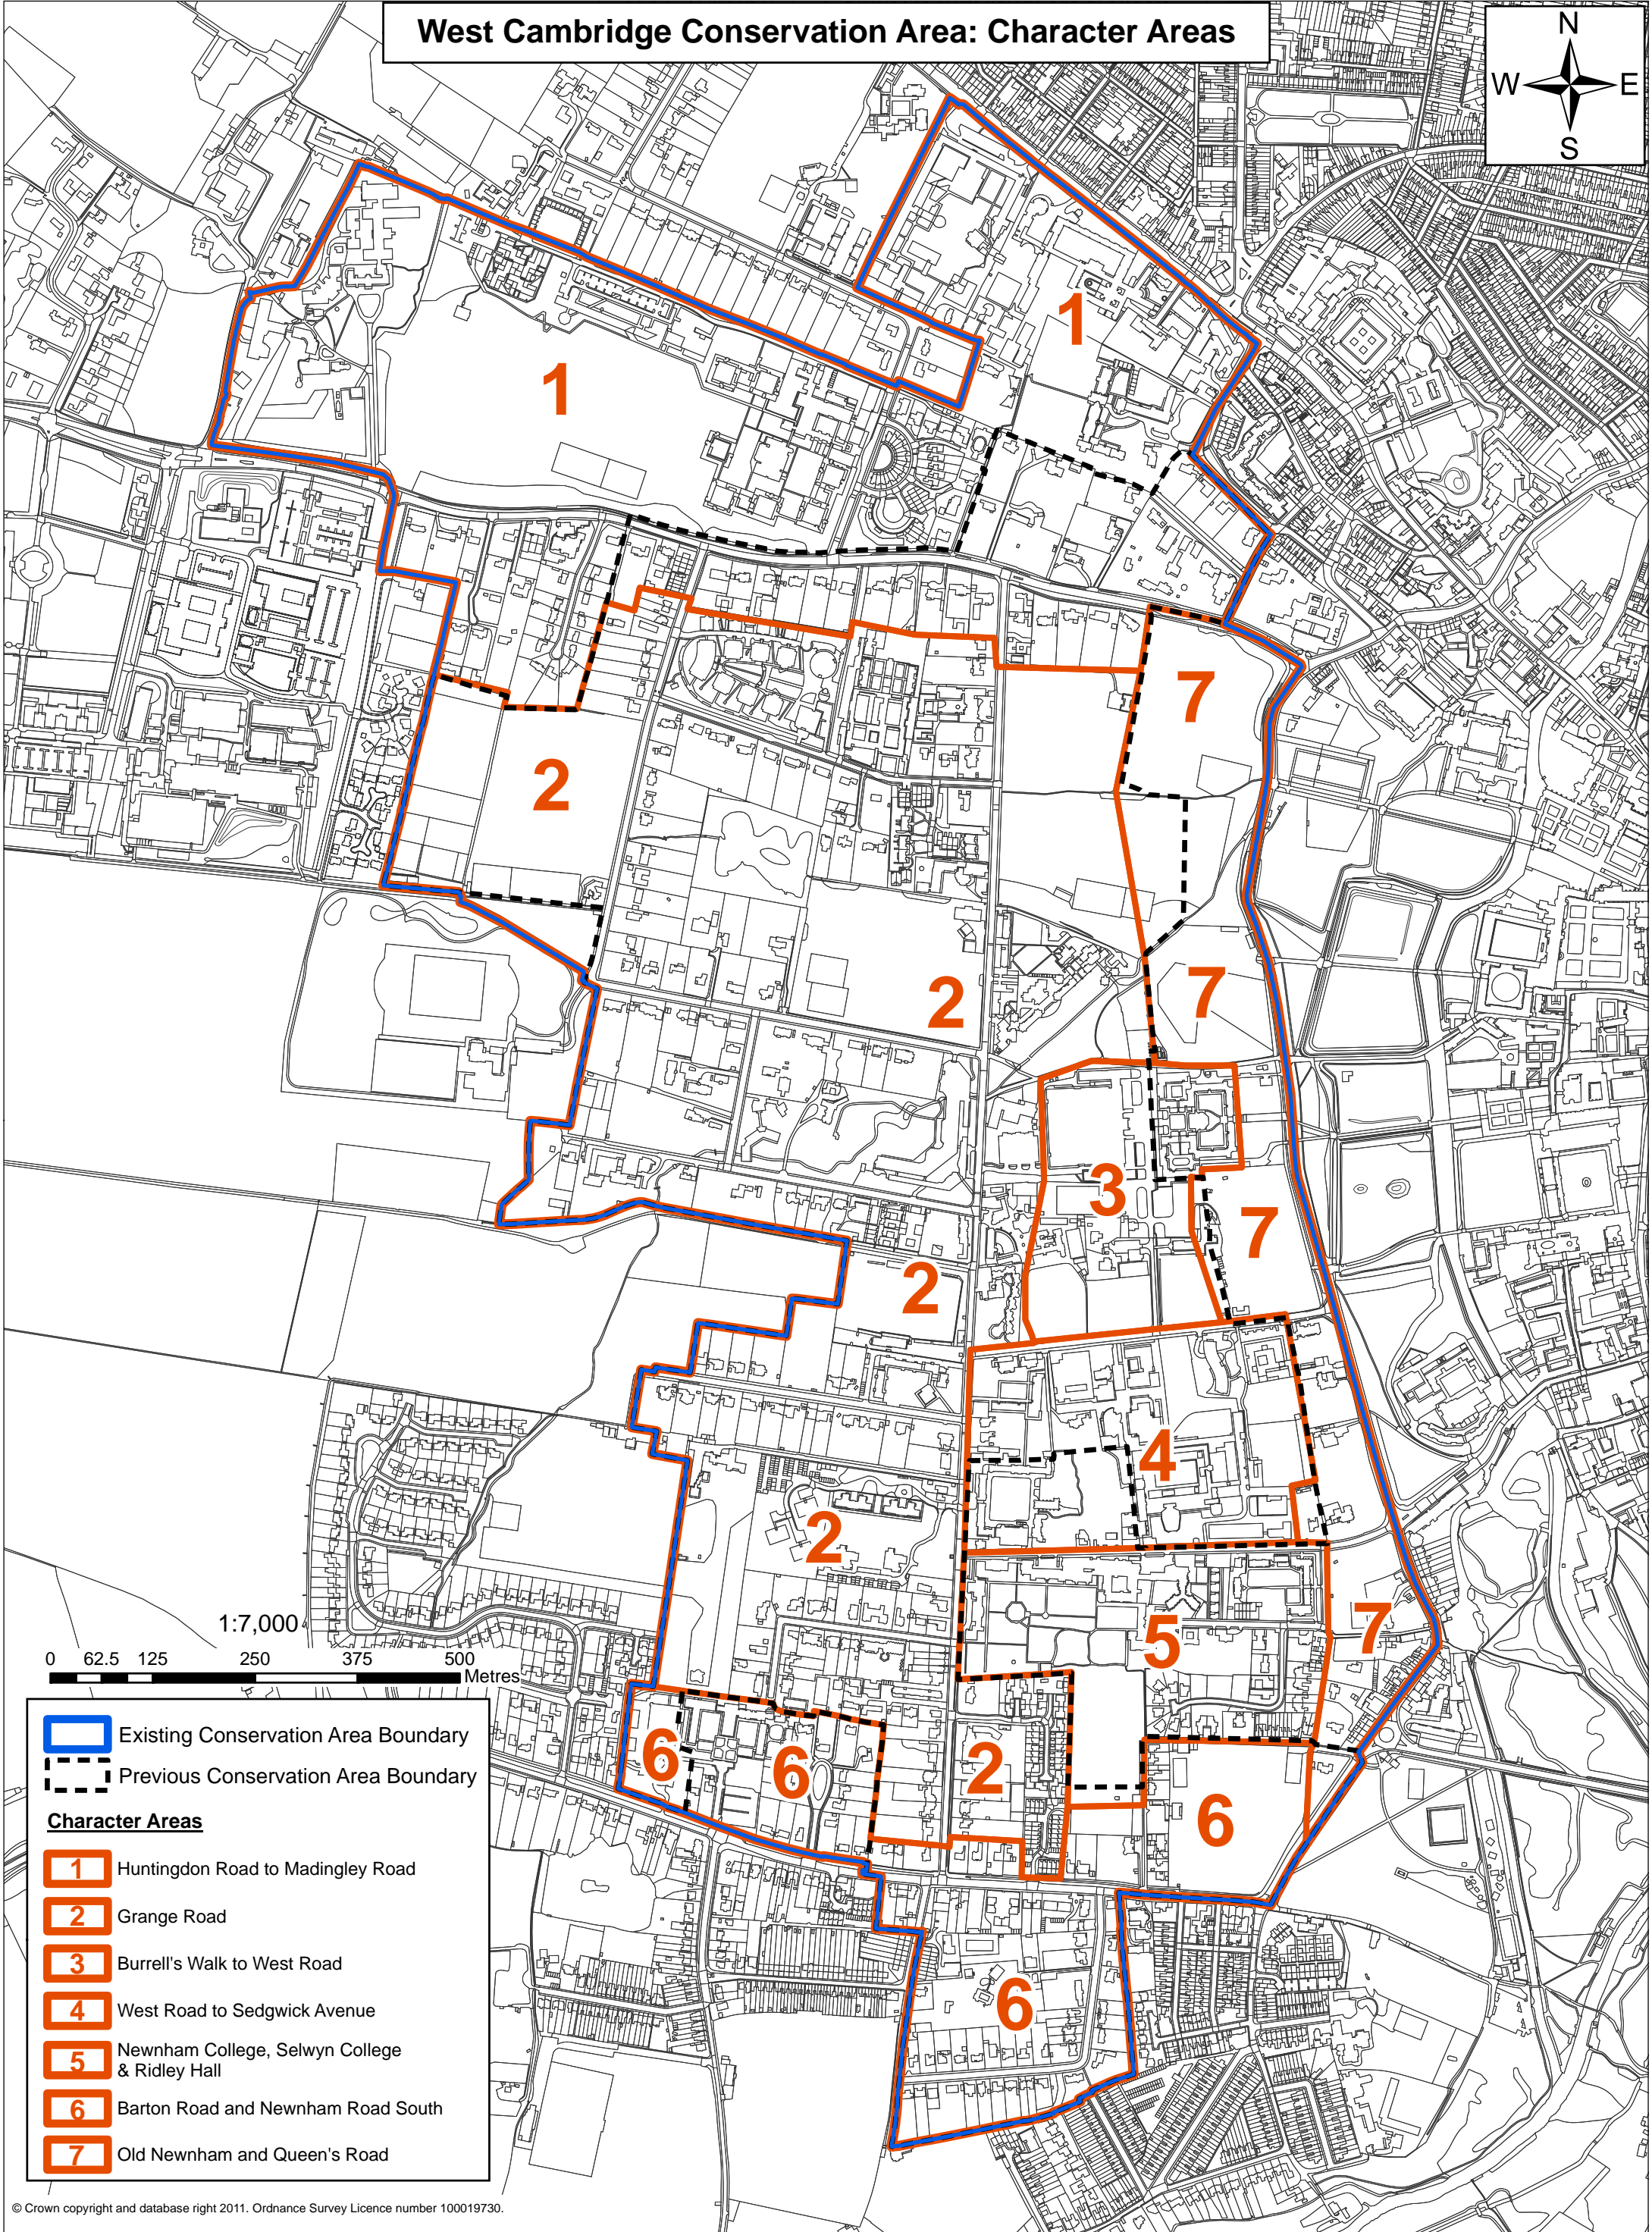 West Cambridge Conservation Area: Character Areas
N
W E
S
1
1
7
2
2
7
3
7
2
4
2
5
7
6
6
2
6
6
1:7,000
0 62.5 125 250 375 500
Metres
Existing Conservation Area Boundary
Previous Conservation Area Boundary
Character Areas
1 Huntingdon Road to Madingley Road
2 Grange Road
3 Burrell's Walk to West Road
4 West Road to Sedgwick Avenue
5 Newnham College, Selwyn College
& Ridley Hall
6 Barton Road and Newnham Road South
7 Old Newnham and Queen's Road
© Crown copyright and database right 2011. Ordnance Survey Licence number 100019730.